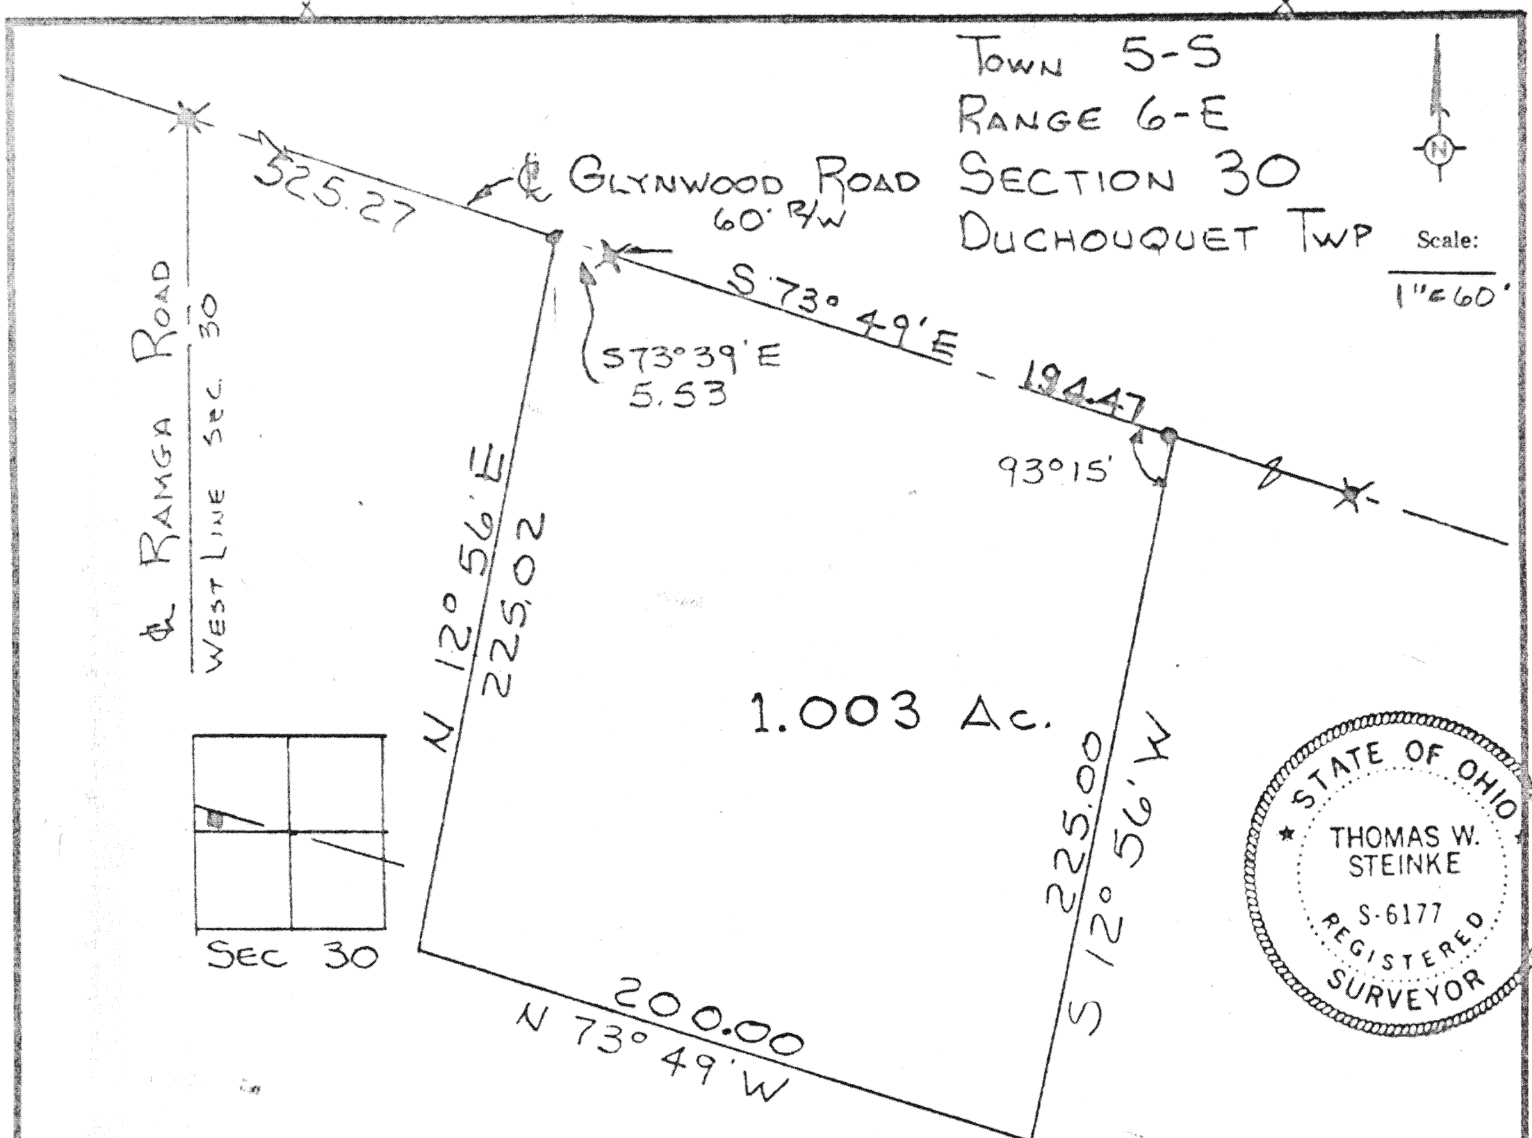 TOWN 5-S
RANGE 6-E
SECTION 30
DUCHOUQUET TWP
N
Scale:
1"=60'
525.27
℄ GLYNWOOD ROAD
60' R/W
S 73° 49' E
194.47
S73°39'E
5.53
93°15'
℄ RAMGA ROAD
WEST LINE SEC. 30
N 12° 56' E
225.02
1.003 Ac.
225.00
S 12° 56' W
200.00
N 73° 49' W
SEC 30
STATE OF OHIO
THOMAS W.
STEINKE
S-6177
REGISTERED
SURVEYOR